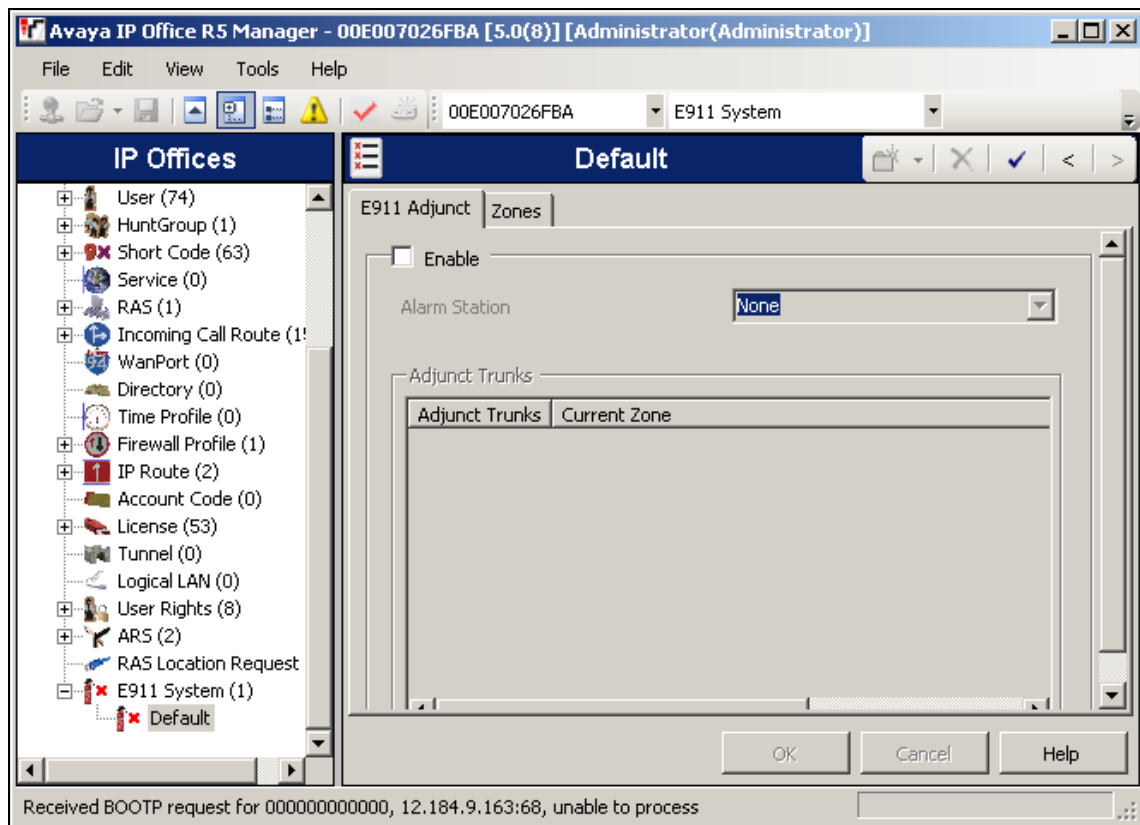 Avaya IP Office R5 Manager - 00E007026FBA [5.0(8)] [Administrator(Administrator)]
File Edit View Tools Help
00E007026FBA E911 System
IP Offices
User (74)
HuntGroup (1)
Short Code (63)
Service (0)
RAS (1)
Incoming Call Route (1
WanPort (0)
Directory (0)
Time Profile (0)
Firewall Profile (1)
IP Route (2)
Account Code (0)
License (53)
Tunnel (0)
Logical LAN (0)
User Rights (8)
ARS (2)
RAS Location Request
E911 System (1)
Default
Default
E911 Adjunct Zones
Enable
Alarm Station None
Adjunct Trunks
Adjunct Trunks Current Zone
OK Cancel Help
Received BOOTP request for 000000000000, 12.184.9.163:68, unable to process